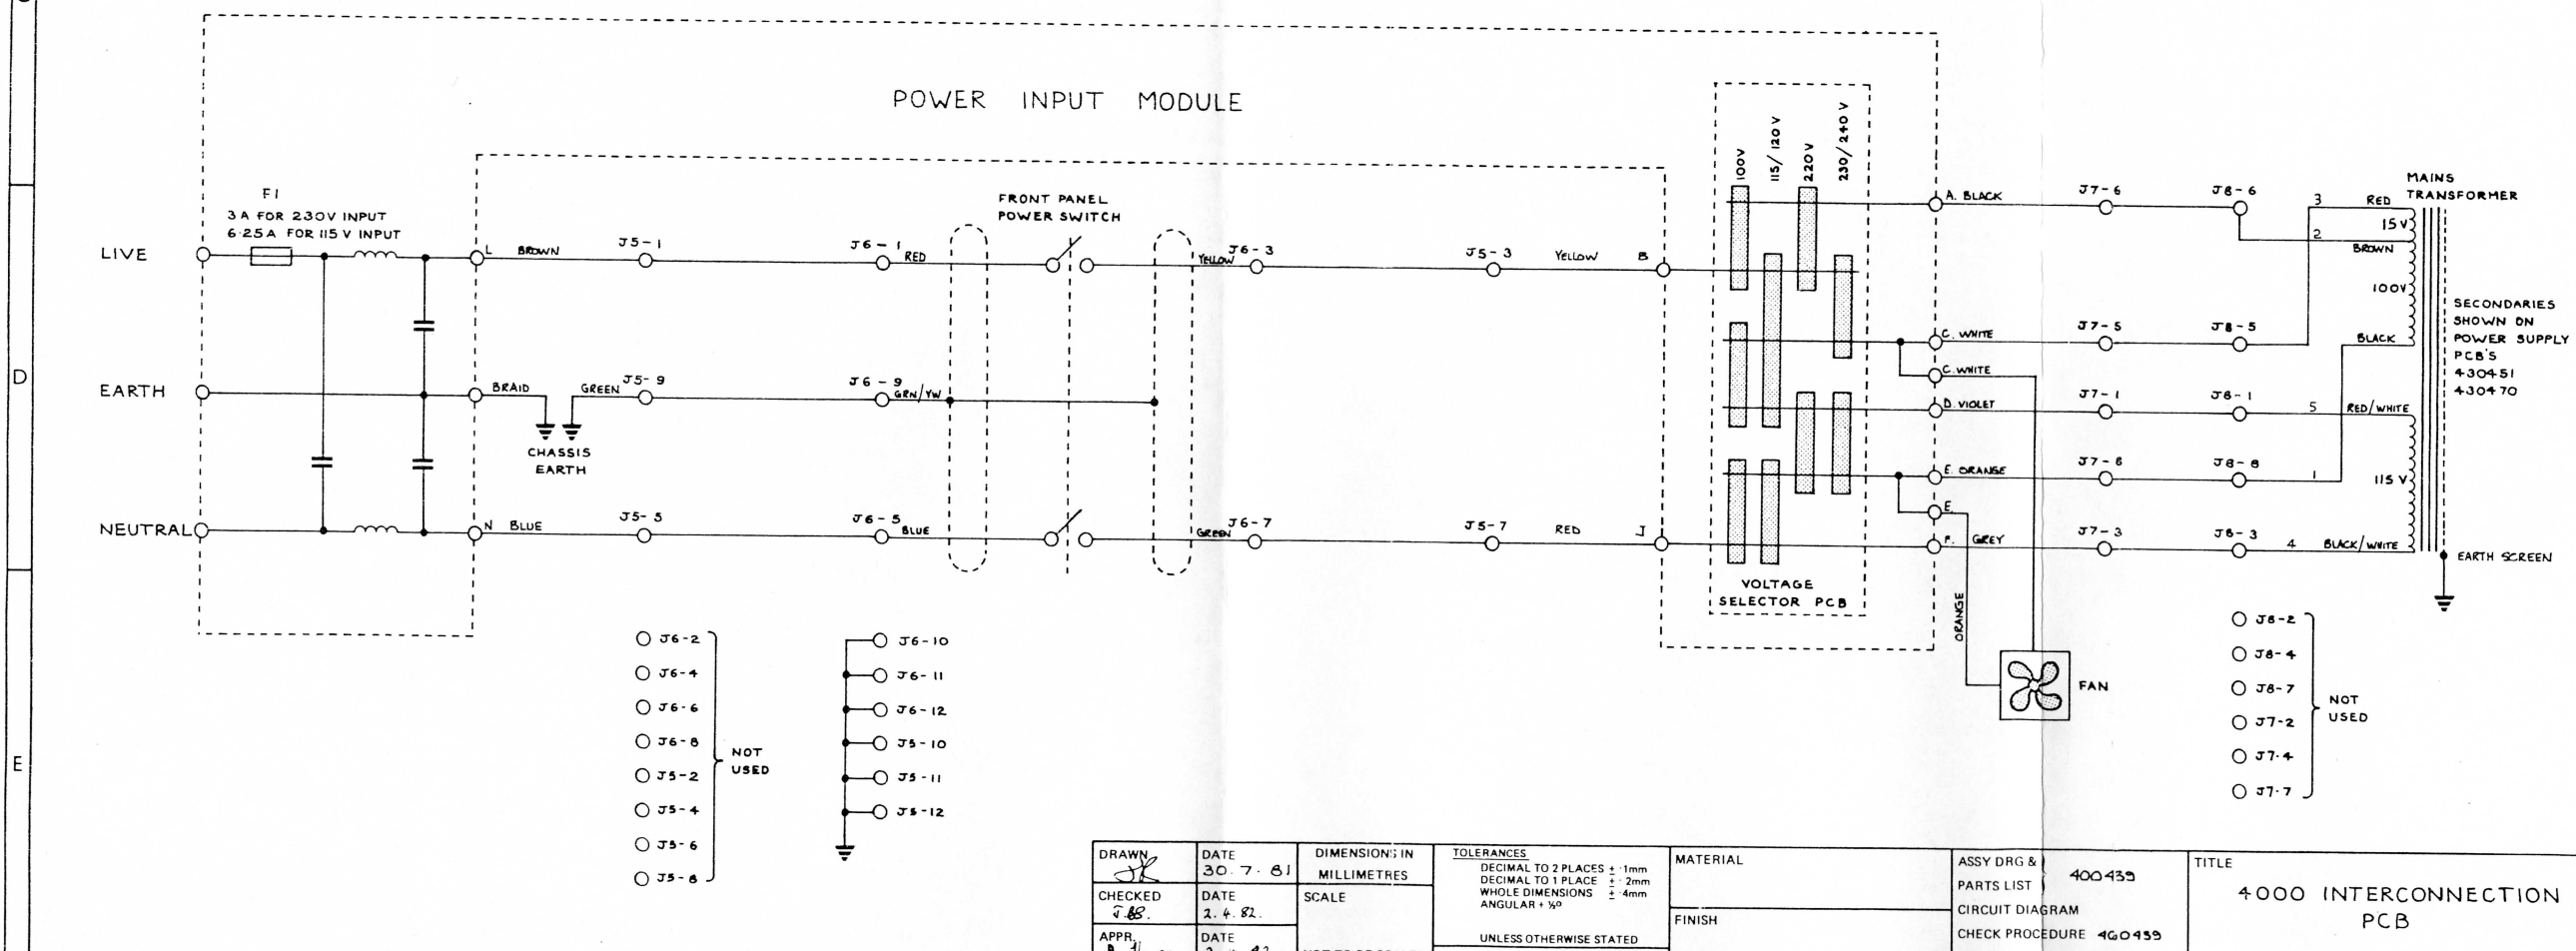 POWER INPUT MODULE
F1
3A FOR 230V INPUT
6·25A FOR 115V INPUT
LIVE
EARTH
NEUTRAL
L BROWN
J5-1
J6-1
RED
FRONT PANEL
POWER SWITCH
YELLOW
J6-3
J5-3
YELLOW
B
BRAID
GREEN
J5-9
J6-9
GRN/YW
CHASSIS
EARTH
N BLUE
J5-5
J6-5
BLUE
GREEN
J6-7
J5-7
RED
J
100V
115/120V
220V
230/240V
VOLTAGE
SELECTOR PCB
A. BLACK
J7-6
J8-6
3
RED
15V
2
BROWN
100V
C. WHITE
J7-5
J8-5
BLACK
C. WHITE
D. VIOLET
J7-1
J8-1
5
RED/WHITE
E. ORANGE
J7-8
J8-8
1
115V
E.
F. GREY
J7-3
J8-3
4
BLACK/WHITE
ORANGE
FAN
MAINS
TRANSFORMER
SECONDARIES
SHOWN ON
POWER SUPPLY
PCB'S
430451
430470
EARTH SCREEN
J6-2
J6-4
J6-6
J6-8
J5-2
J5-4
J5-6
J5-8
NOT
USED
J6-10
J6-11
J6-12
J5-10
J5-11
J5-12
J8-2
J8-4
J8-7
J7-2
J7-4
J7-7
NOT
USED
D
E
DRAWN
DATE
30.7.81
CHECKED
DATE
2.4.82.
APPR.
DATE
DIMENSIONS IN
MILLIMETRES
SCALE
TOLERANCES
DECIMAL TO 2 PLACES ± ·1mm
DECIMAL TO 1 PLACE ± ·2mm
WHOLE DIMENSIONS ± ·4mm
ANGULAR + ½°
UNLESS OTHERWISE STATED
MATERIAL
FINISH
ASSY DRG &
PARTS LIST
400439
CIRCUIT DIAGRAM
CHECK PROCEDURE 460439
TITLE
4000 INTERCONNECTION
PCB